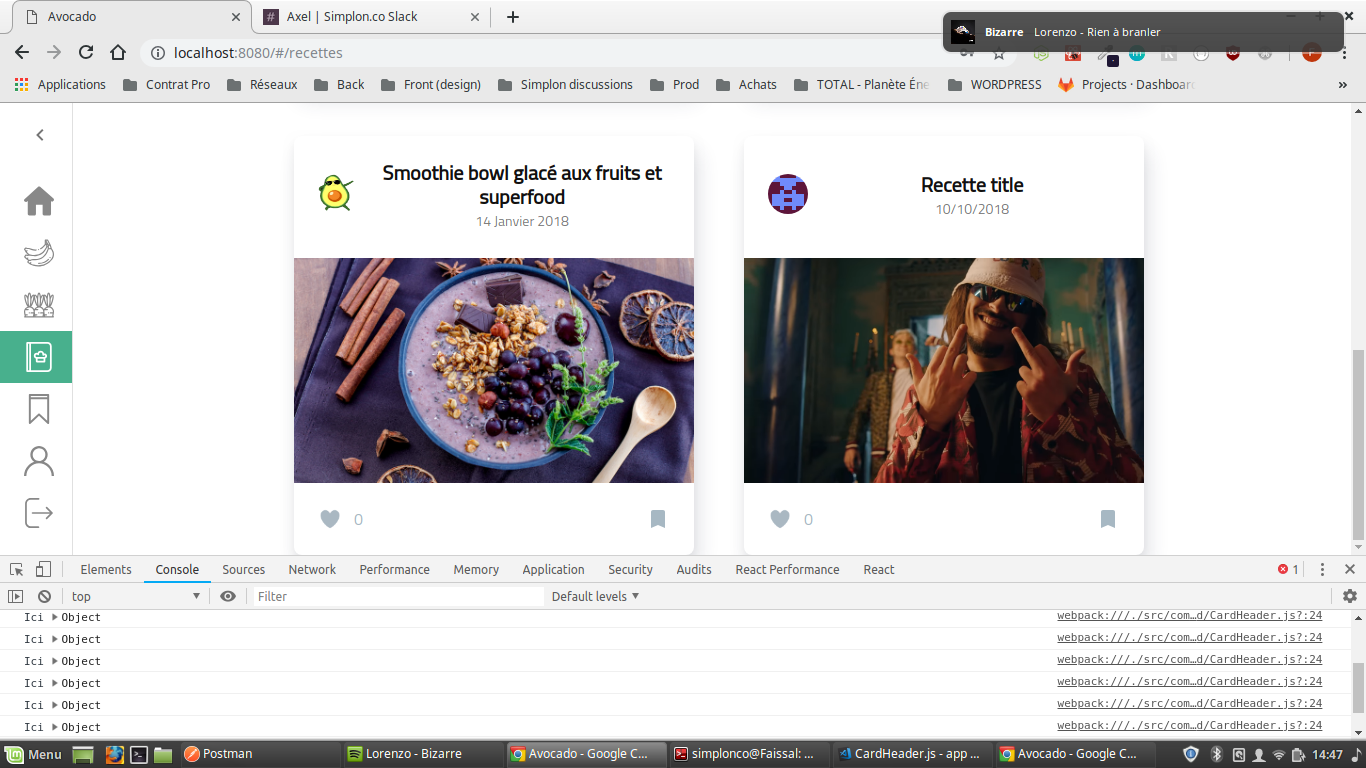 Avocado
Axel | Simplon.co Slack
Bizarre Lorenzo - Rien à branler
localhost:8080/#/recettes
Applications
Contrat Pro
Réseaux
Back
Front (design)
Simplon discussions
Prod
Achats
TOTAL - Planète Éne
WORDPRESS
Projects · Dashboar
»
Smoothie bowl glacé aux fruits et
superfood
14 Janvier 2018
Recette title
10/10/2018
0
0
Elements
Console
Sources
Network
Performance
Memory
Application
Security
Audits
React Performance
React
1
top
Filter
Default levels
Ici Object webpack:///./src/com…d/CardHeader.js?:24
Ici Object webpack:///./src/com…d/CardHeader.js?:24
Ici Object webpack:///./src/com…d/CardHeader.js?:24
Ici Object webpack:///./src/com…d/CardHeader.js?:24
Ici Object webpack:///./src/com…d/CardHeader.js?:24
Ici Object webpack:///./src/com…d/CardHeader.js?:24
Menu
Postman
Lorenzo - Bizarre
Avocado - Google C...
simplonco@Faissal: ...
CardHeader.js - app ...
Avocado - Google C...
14:47